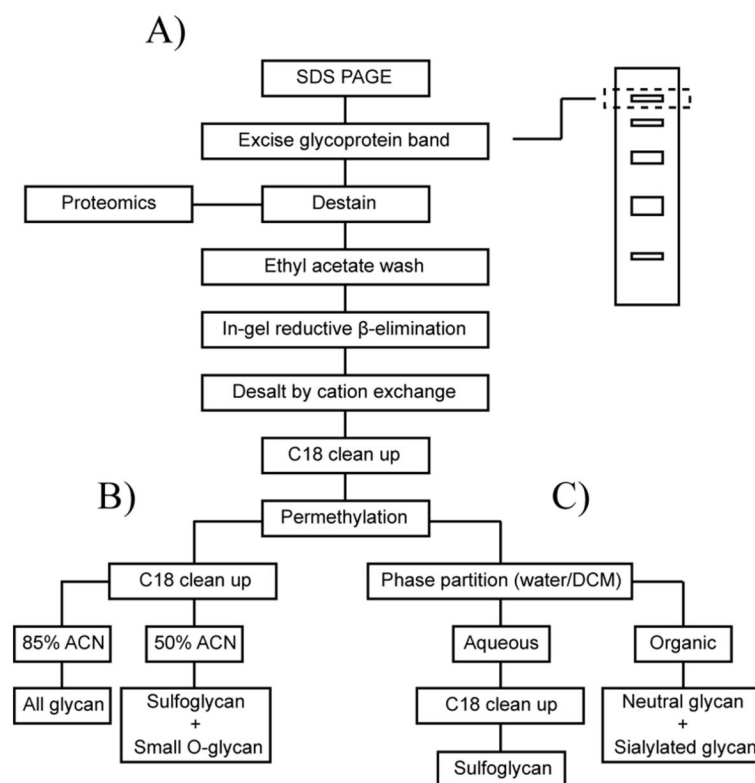 A)
SDS PAGE
Excise glycoprotein band
Proteomics
Destain
Ethyl acetate wash
In-gel reductive β-elimination
Desalt by cation exchange
C18 clean up
B)
C)
Permethylation
C18 clean up
Phase partition (water/DCM)
85% ACN
50% ACN
Aqueous
Organic
All glycan
Sulfoglycan
+
Small O-glycan
C18 clean up
Neutral glycan
+
Sialylated glycan
Sulfoglycan